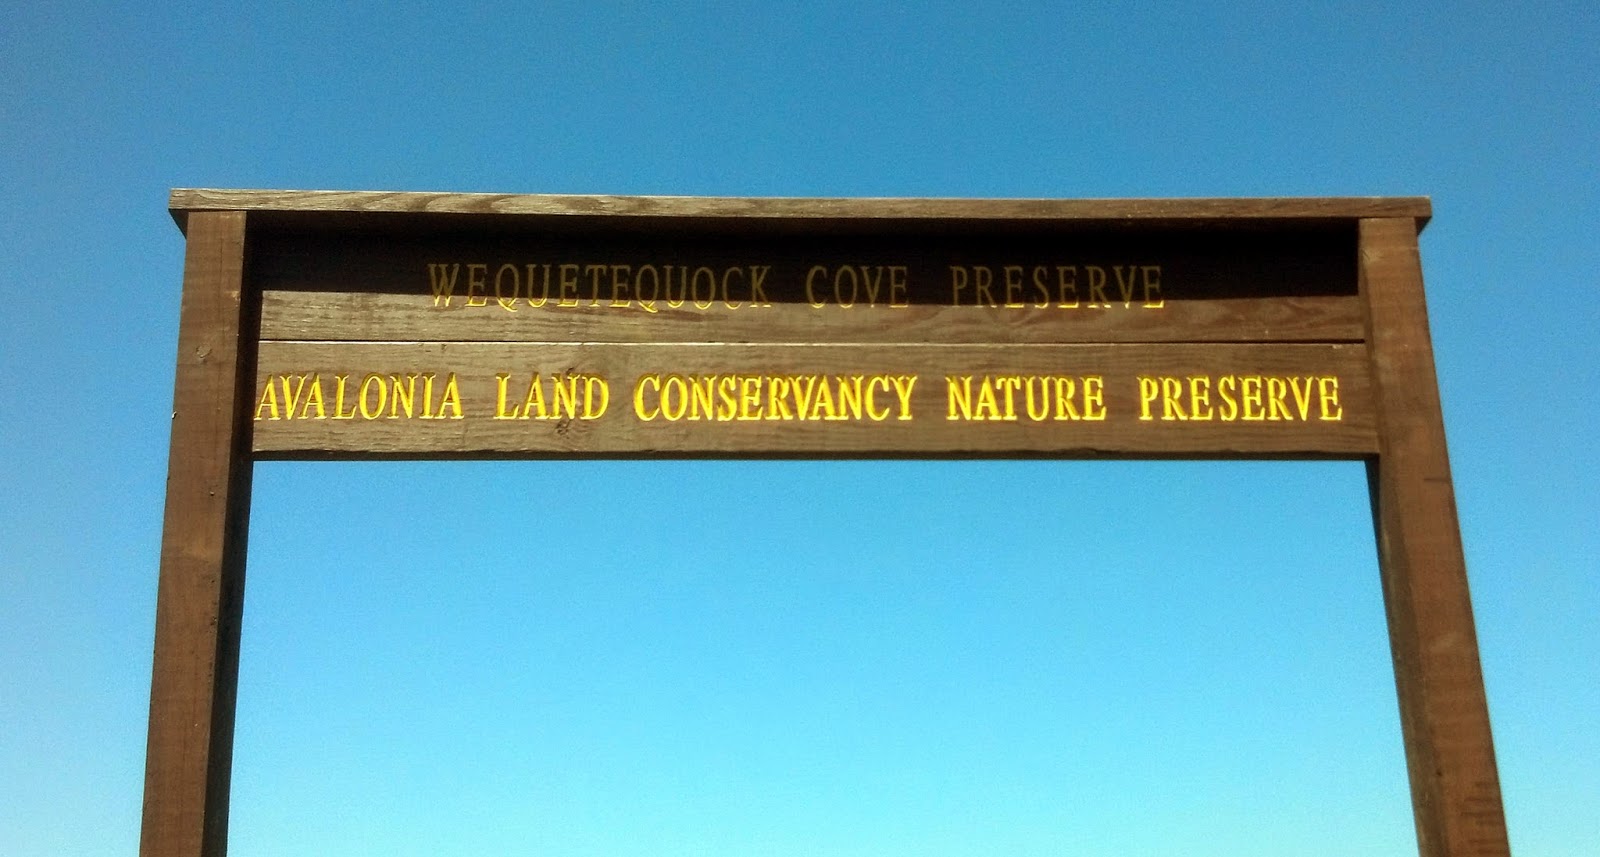 WEQUETEQUOCK COVE PRESERVE
AVALONIA LAND CONSERVANCY NATURE PRESERVE